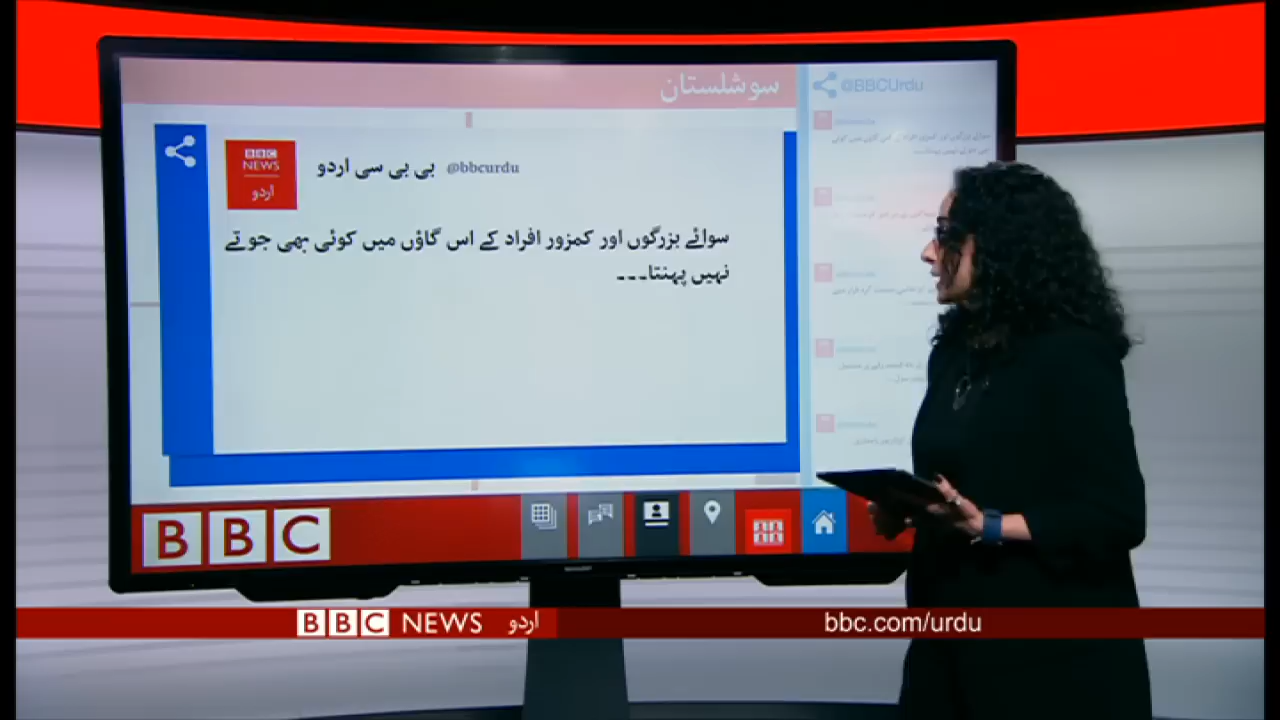 سوشلستان
@BBCUrdu
BBC
NEWS
اردو
بی بی سی اردو @bbcurdu
سوائے بزرگوں اور کمزور افراد کے اس گاؤں میں کوئی بھی جوتے
نہیں پہنتا۔۔۔
BBC
BBC NEWS اردو
bbc.com/urdu